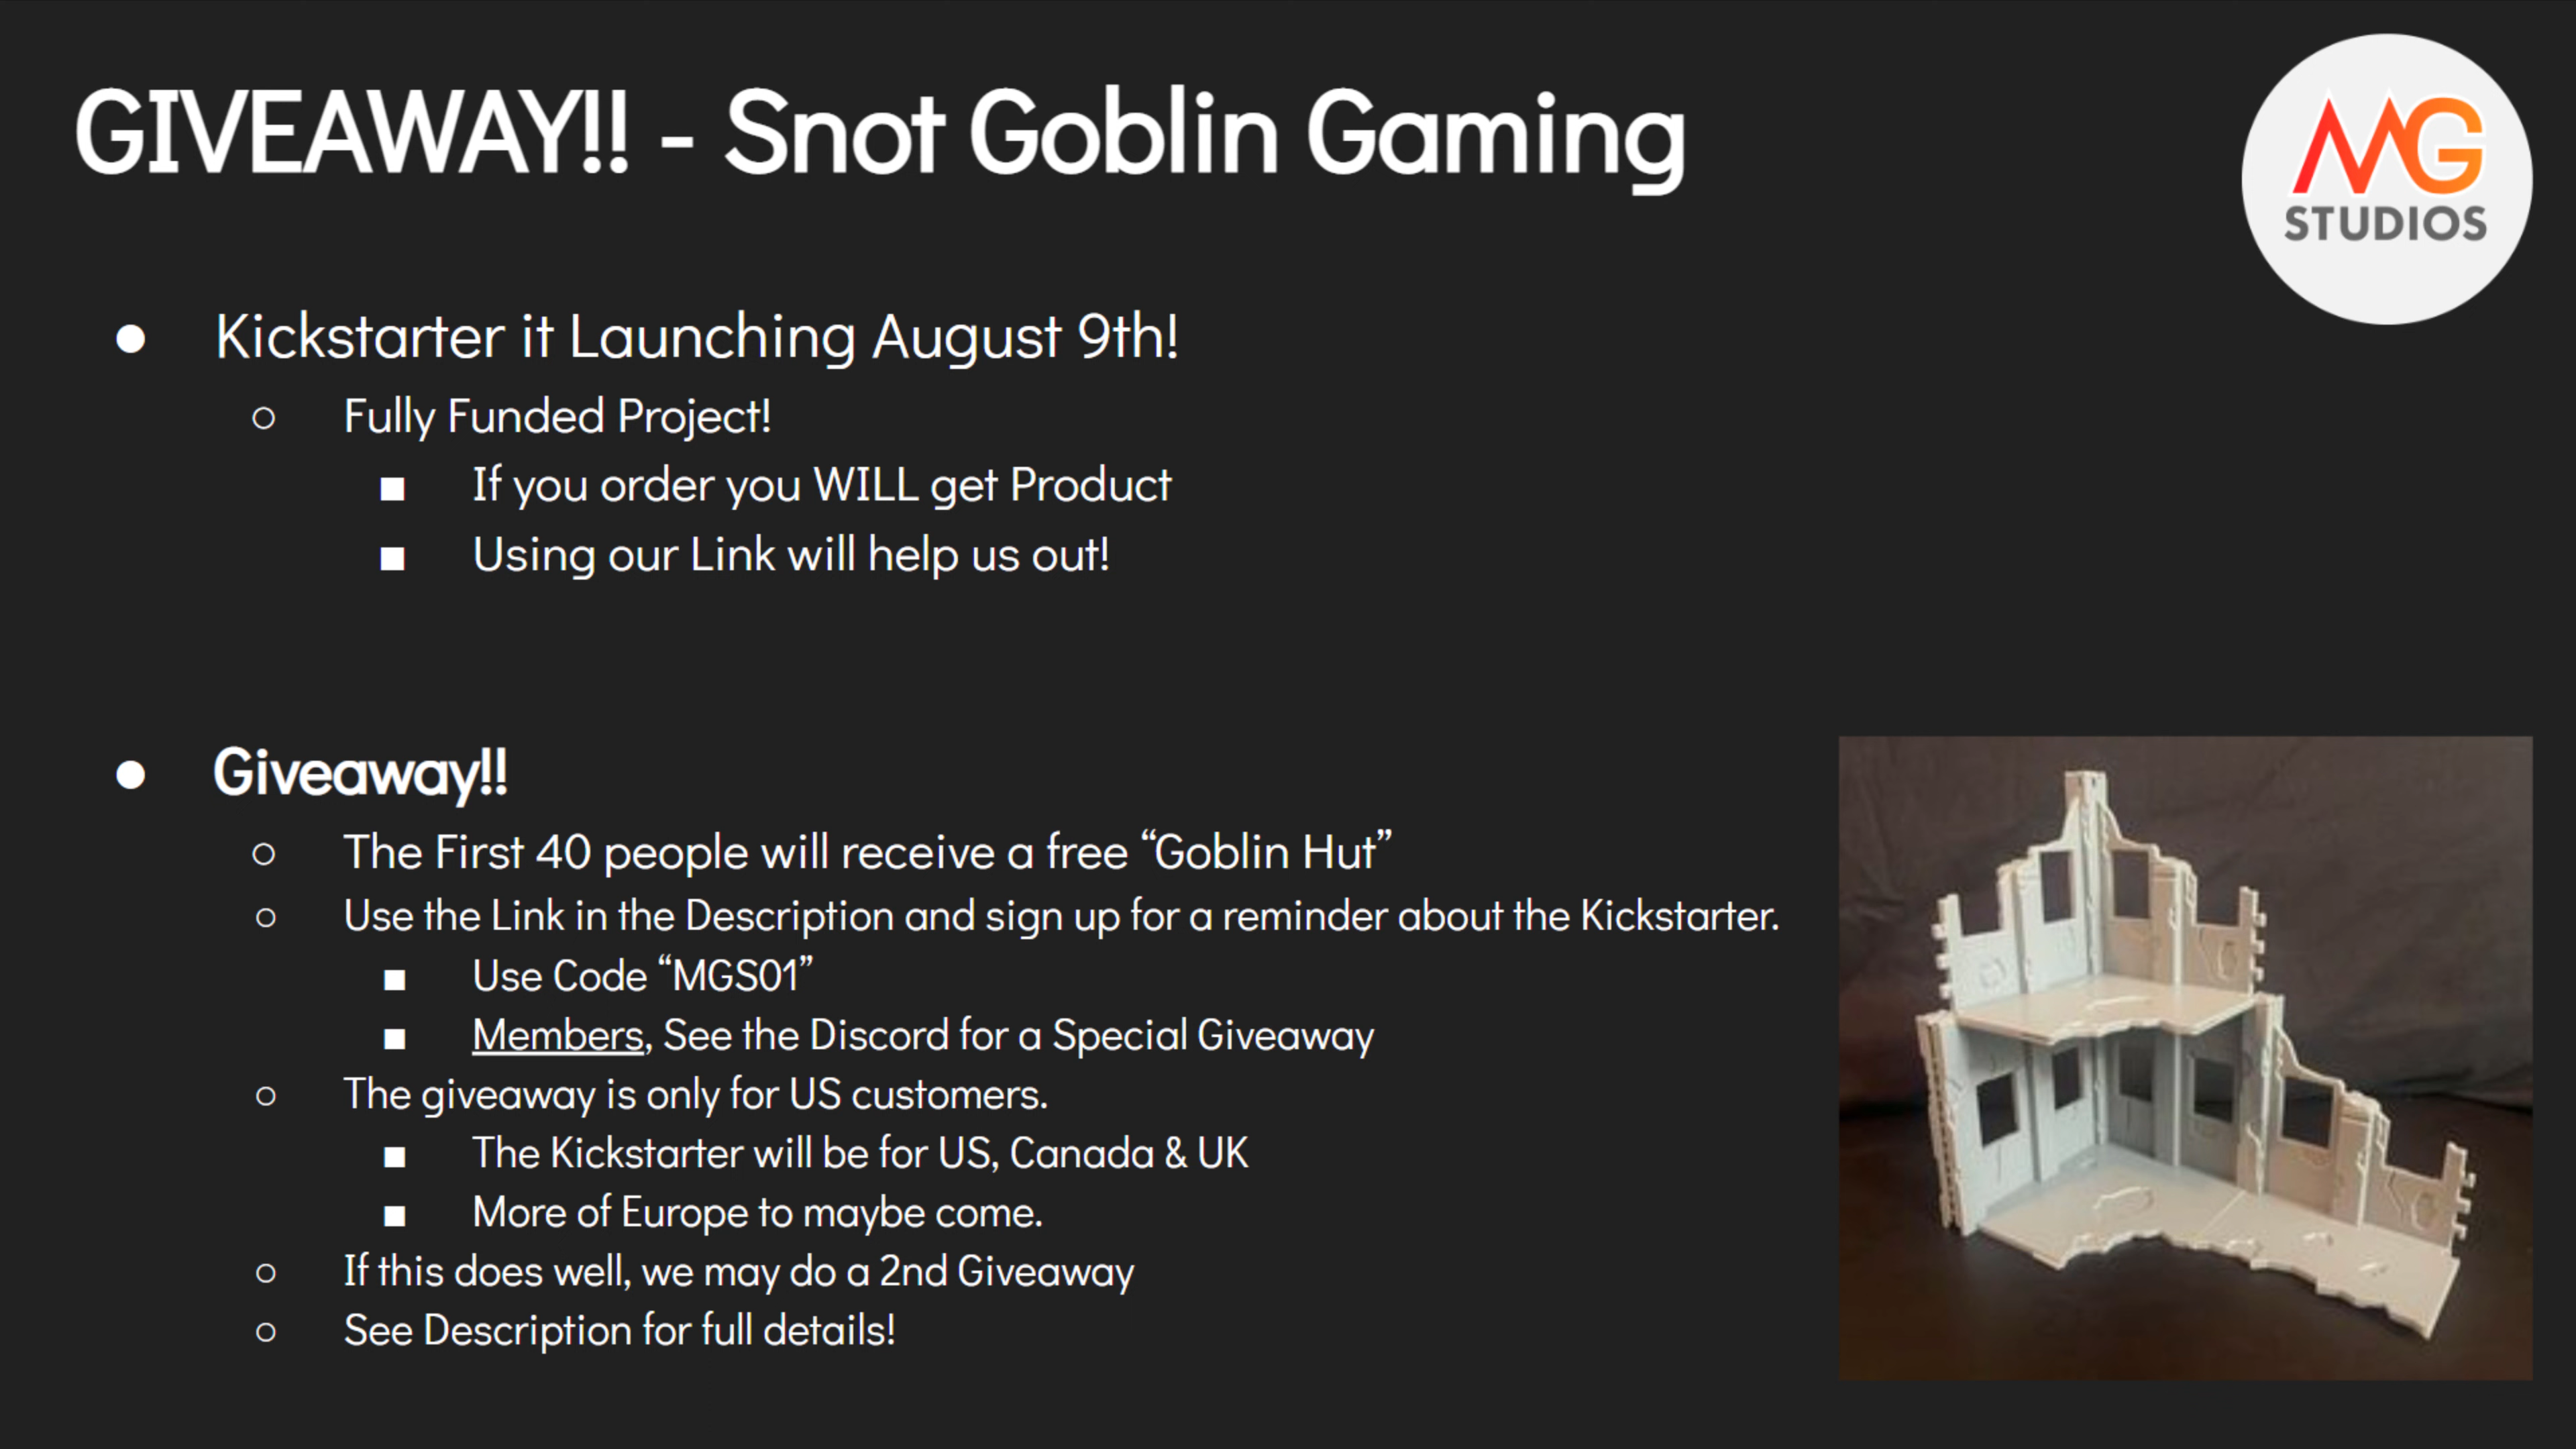 GIVEAWAY!! - Snot Goblin Gaming
MG
STUDIOS
● Kickstarter it Launching August 9th!
○ Fully Funded Project!
■ If you order you WILL get Product
■ Using our Link will help us out!
● Giveaway!!
○ The First 40 people will receive a free “Goblin Hut”
○ Use the Link in the Description and sign up for a reminder about the Kickstarter.
■ Use Code “MGS01”
■ Members, See the Discord for a Special Giveaway
○ The giveaway is only for US customers.
■ The Kickstarter will be for US, Canada & UK
■ More of Europe to maybe come.
○ If this does well, we may do a 2nd Giveaway
○ See Description for full details!